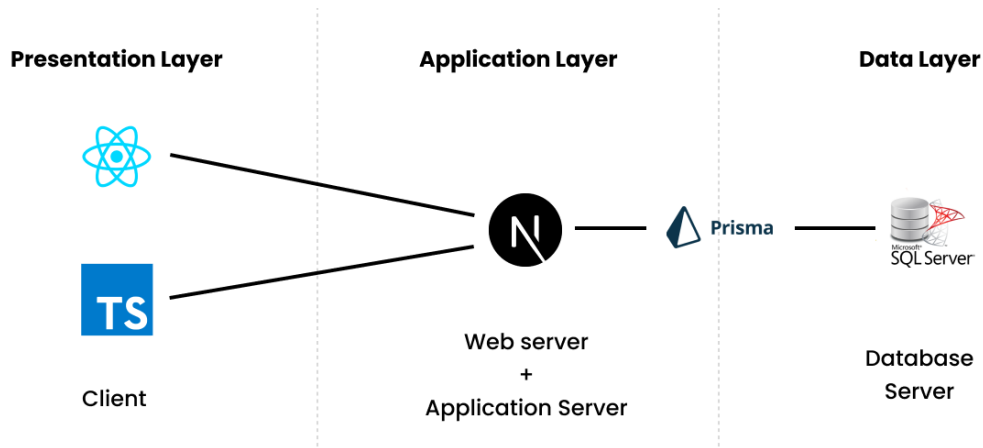 Presentation Layer
Application Layer
Data Layer
N
Prisma
Microsoft
SQL Server
TS
Web server
+
Application Server
Database
Server
Client